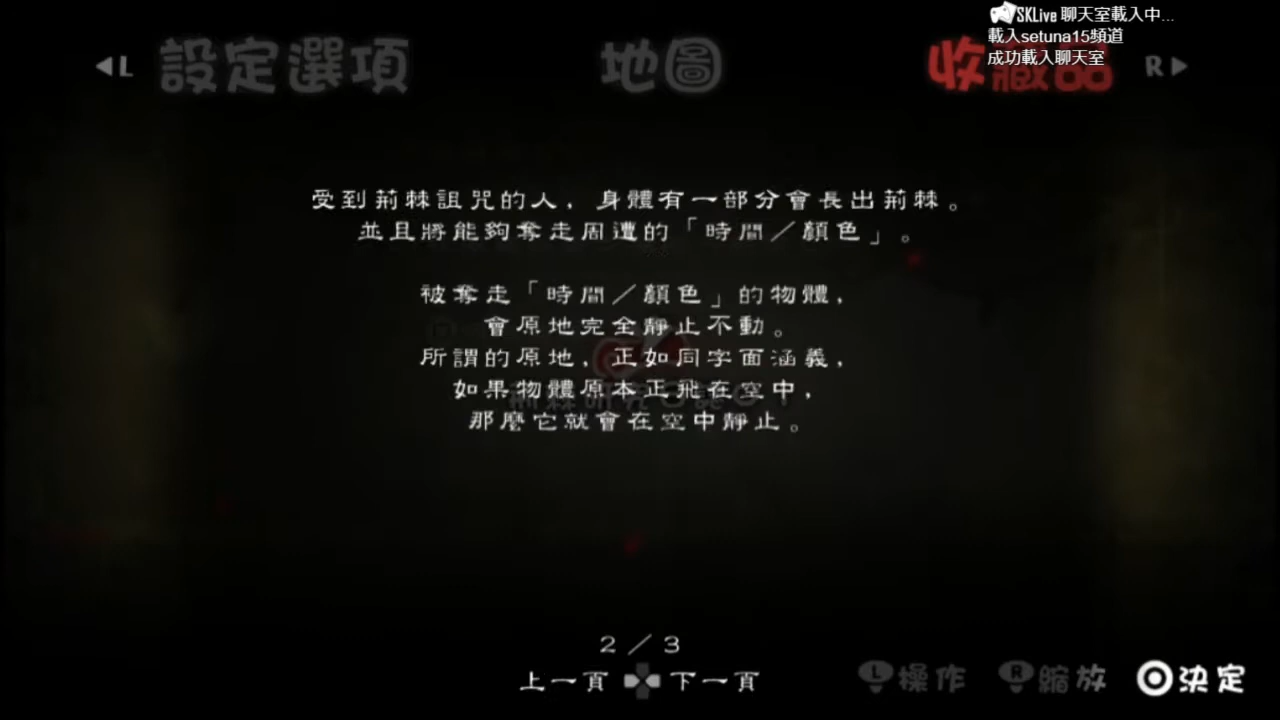 SKLive 聊天室載入中...
載入setuna15頻道
成功載入聊天室
L 設定選項 地圖 收藏品 R
受到荊棘詛咒的人，身體有一部分會長出荊棘。
並且將能夠奪走周遭的「時間／顏色」。
被奪走「時間／顏色」的物體，
會原地完全靜止不動。
所謂的原地，正如同字面涵義，
如果物體原本正飛在空中，
那麼它就會在空中靜止。
2／3
上一頁 下一頁
L 操作 R 縮放 決定